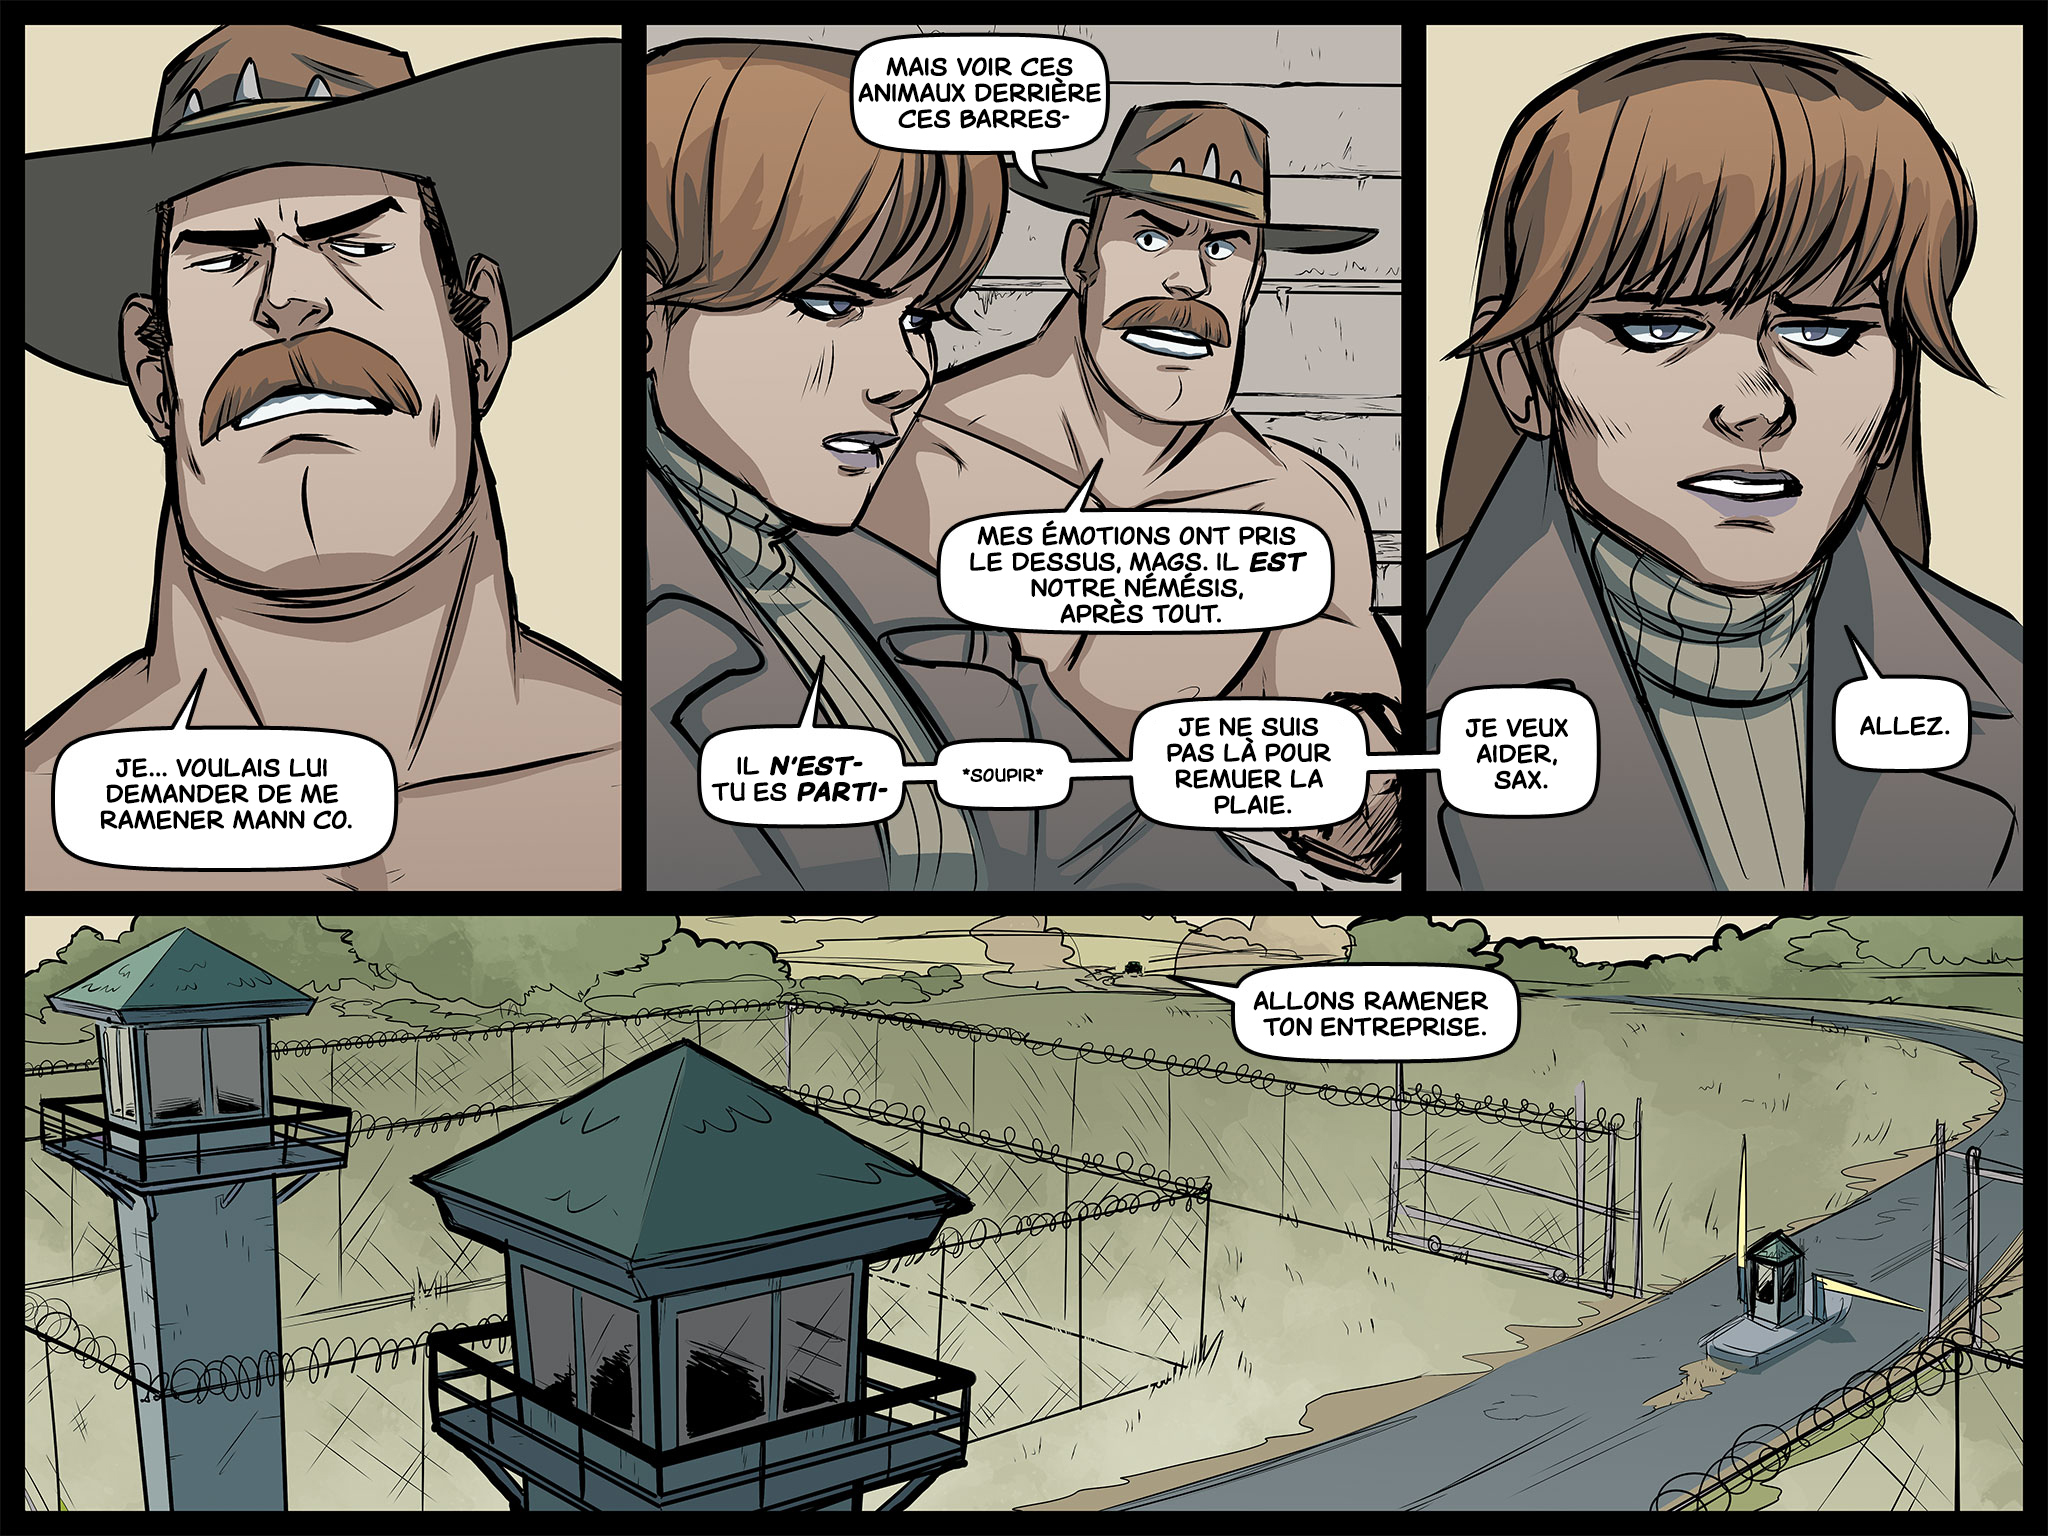 JE... VOULAIS LUI
DEMANDER DE ME
RAMENER MANN CO.
MAIS VOIR CES
ANIMAUX DERRIÈRE
CES BARRES-
MES ÉMOTIONS ONT PRIS
LE DESSUS, MAGS. IL EST
NOTRE NÉMÉSIS,
APRÈS TOUT.
IL N'EST-
TU ES PARTI-
*SOUPIR*
JE NE SUIS
PAS LÀ POUR
REMUER LA
PLAIE.
JE VEUX
AIDER,
SAX.
ALLEZ.
ALLONS RAMENER
TON ENTREPRISE.